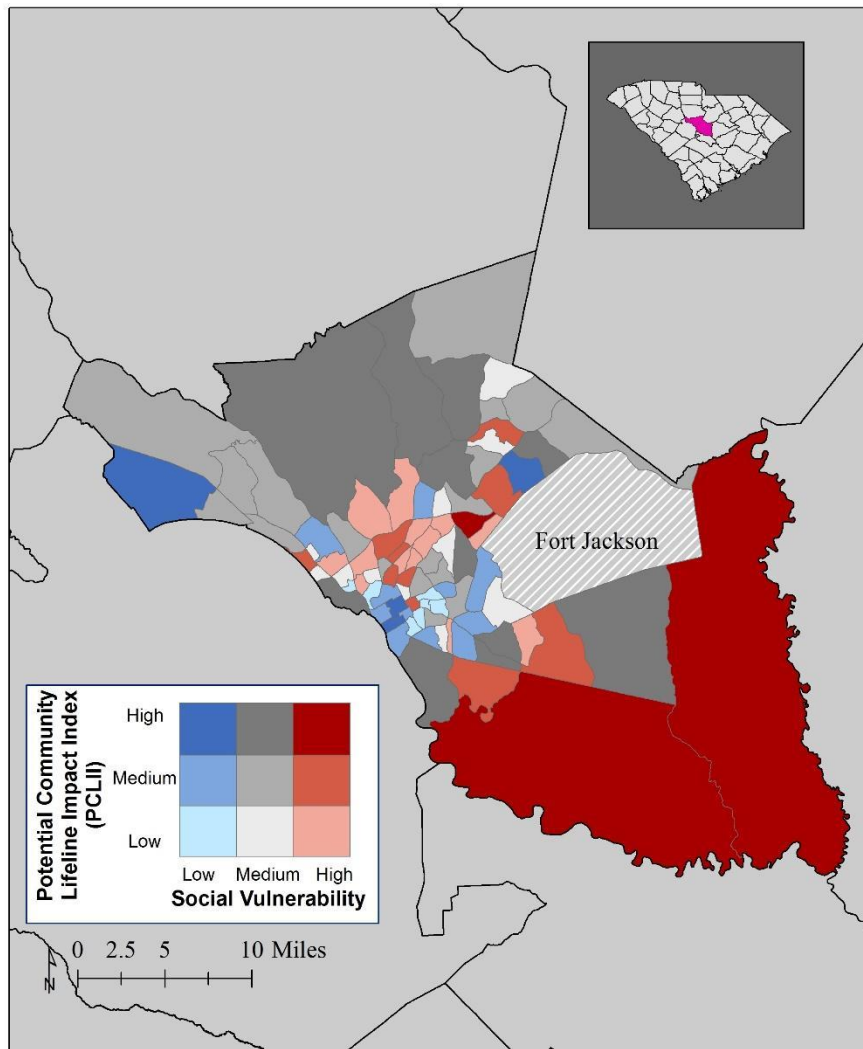 Fort Jackson
Potential Community
Lifeline Impact Index
(PCLII)
High
Medium
Low
Low Medium High
Social Vulnerability
0 2.5 5 10 Miles
N